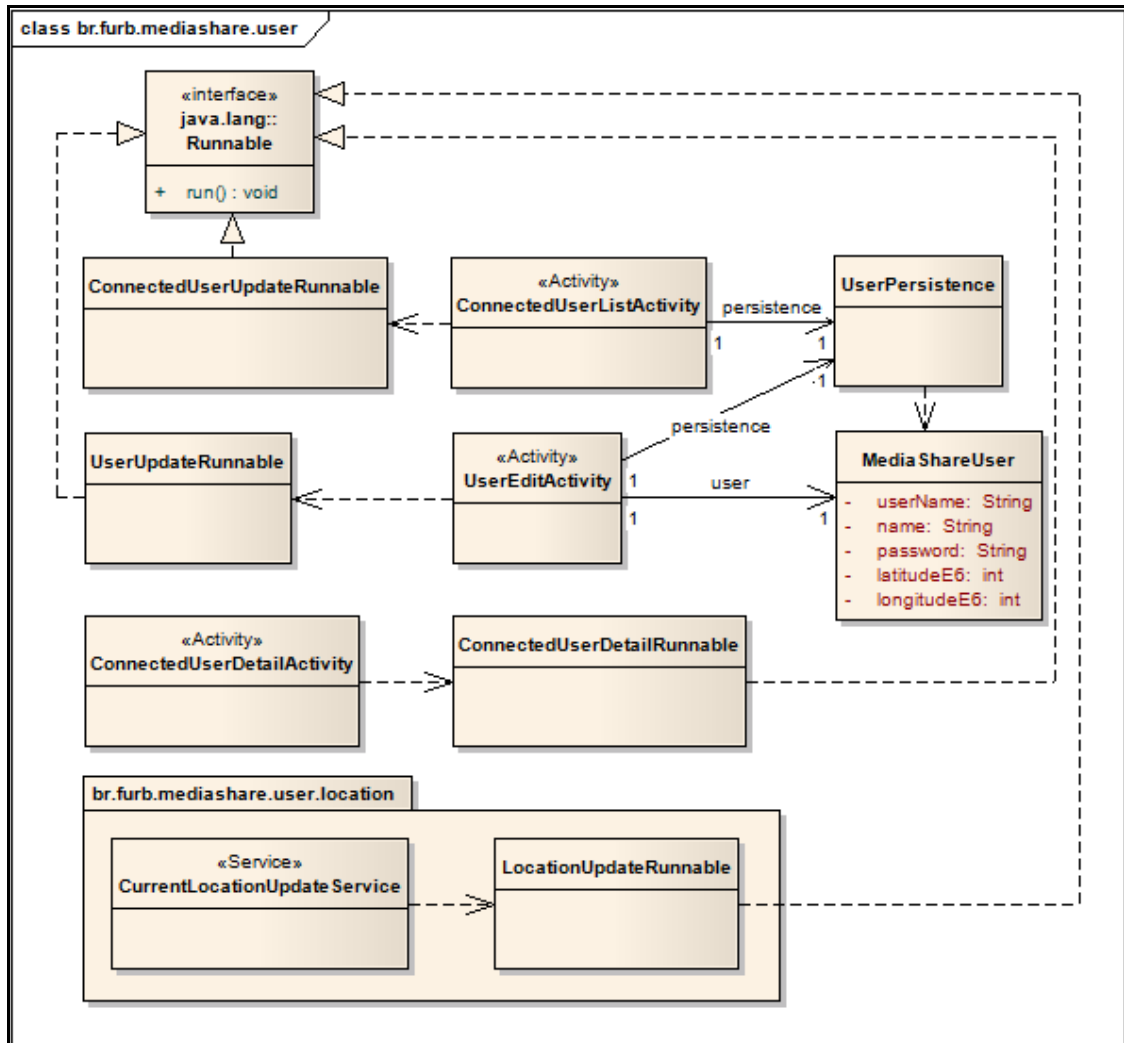 class br.furb.mediashare.user
«interface»
java.lang::
Runnable
+ run() : void
ConnectedUserUpdateRunnable
«Activity»
ConnectedUserListActivity
persistence
1
1
UserPersistence
UserUpdateRunnable
«Activity»
UserEditActivity
persistence
1
1
user
1
1
MediaShareUser
- userName: String
- name: String
- password: String
- latitudeE6: int
- longitudeE6: int
«Activity»
ConnectedUserDetailActivity
ConnectedUserDetailRunnable
br.furb.mediashare.user.location
«Service»
CurrentLocationUpdateService
LocationUpdateRunnable